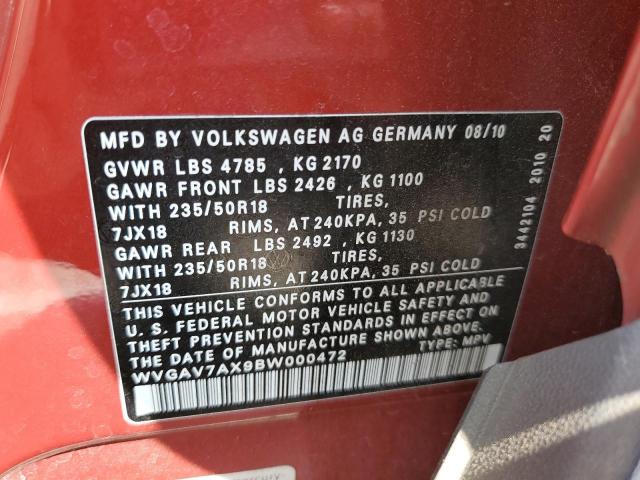 MFD BY VOLKSWAGEN AG GERMANY 08/10
GVWR LBS 4785 , KG 2170
GAWR FRONT LBS 2426 , KG 1100
WITH 235/50R18 TIRES,
7JX18 RIMS, AT 240KPA, 35 PSI COLD
GAWR REAR LBS 2492 , KG 1130
WITH 235/50R18 TIRES,
7JX18 RIMS, AT 240KPA, 35 PSI COLD
THIS VEHICLE CONFORMS TO ALL APPLICABLE
U. S. FEDERAL MOTOR VEHICLE SAFETY AND
THEFT PREVENTION STANDARDS IN EFFECT ON
THE DATE OF MANUFACTURE SHOWN ABOVE.
WVGAV7AX9BW000472 TYPE: MPV
3442104 2010 20